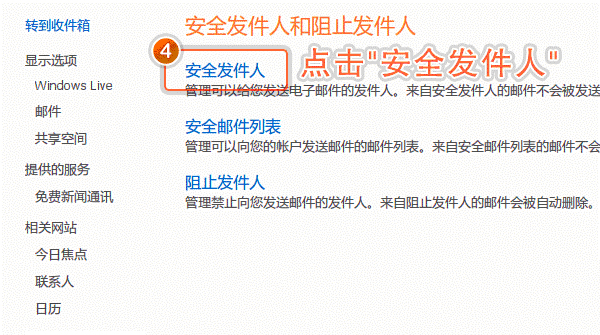 转到收件箱
显示选项
Windows Live
邮件
共享空间
提供的服务
免费新闻通讯
相关网站
今日焦点
联系人
日历
安全发件人和阻止发件人
4
安全发件人
点击"安全发件人"
管理可以给您发送电子邮件的发件人。来自安全发件人的邮件不会被发送
安全邮件列表
管理可以向您的帐户发送邮件的邮件列表。来自安全邮件列表的邮件不会
阻止发件人
管理禁止向您发送邮件的发件人。来自阻止发件人的邮件会被自动删除。